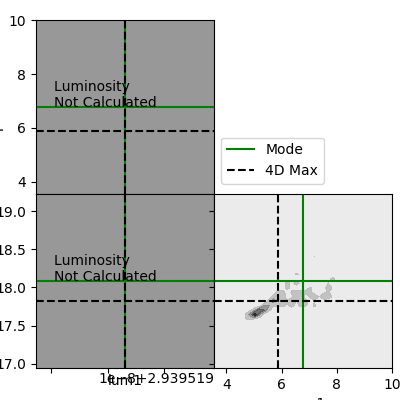 10
8
Luminosity
Not Calculated
6
4
Mode
4D Max
19.0
18.5
Luminosity
Not Calculated
18.0
17.5
17.0
1e−8+2.939519
lum1
4 6 8 10